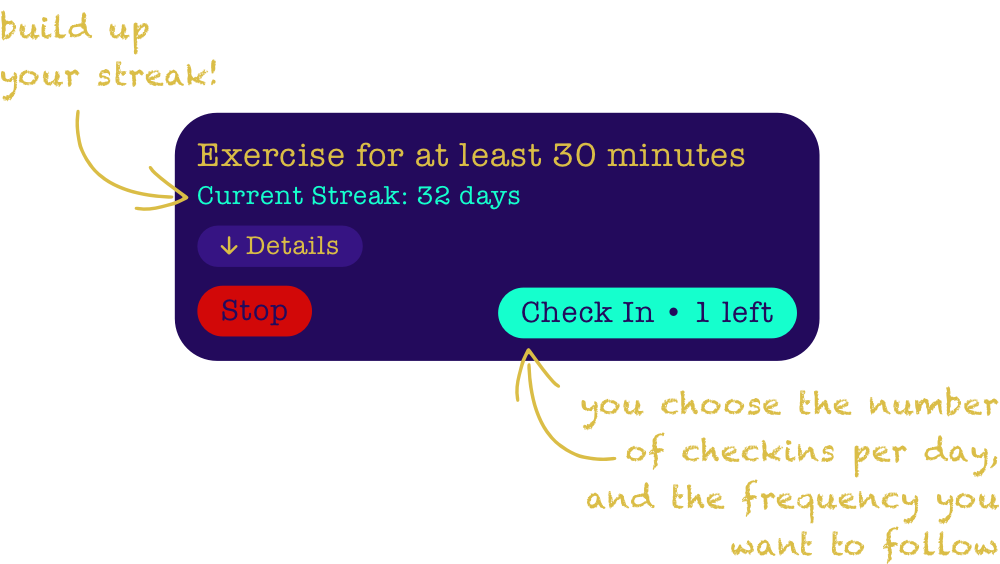 build up
your streak!
Exercise for at least 30 minutes
Current Streak: 32 days
↓ Details
Stop
Check In • 1 left
you choose the number
of checkins per day,
and the frequency you
want to follow